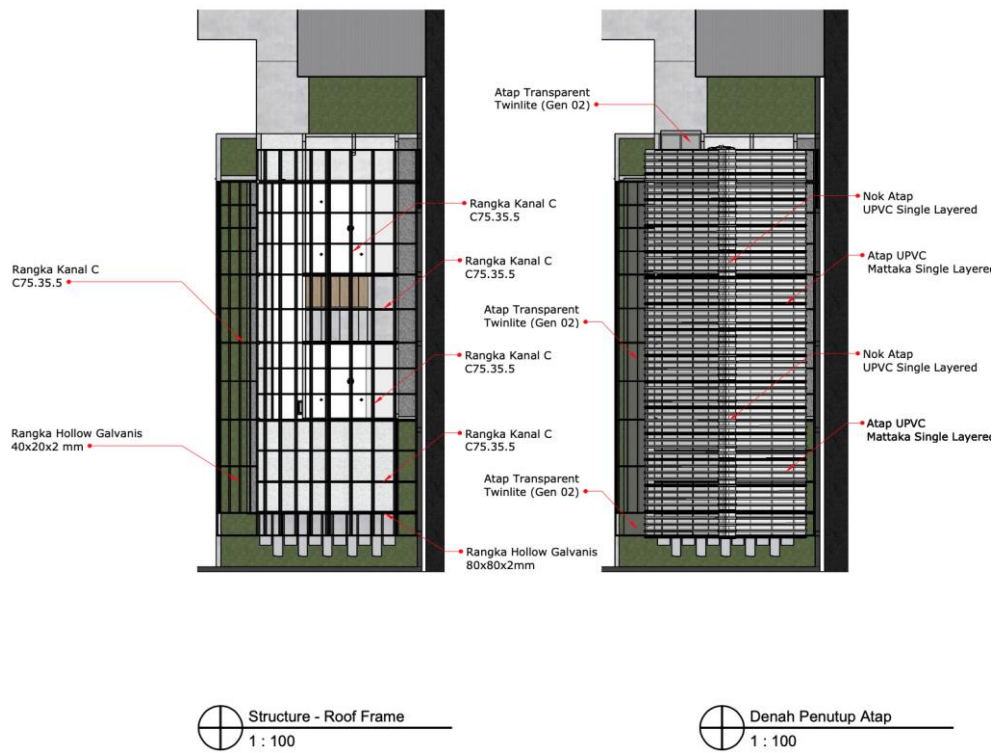 Rangka Kanal C
C75.35.5
Rangka Hollow Galvanis
40x20x2 mm
Rangka Kanal C
C75.35.5
Rangka Kanal C
C75.35.5
Rangka Kanal C
C75.35.5
Rangka Kanal C
C75.35.5
Rangka Hollow Galvanis
80x80x2mm
Structure - Roof Frame
1 : 100
Atap Transparent
Twinlite (Gen 02)
Atap Transparent
Twinlite (Gen 02)
Atap Transparent
Twinlite (Gen 02)
Nok Atap
UPVC Single Layered
Atap UPVC
Mattaka Single Layered
Nok Atap
UPVC Single Layered
Atap UPVC
Mattaka Single Layered
Denah Penutup Atap
1 : 100